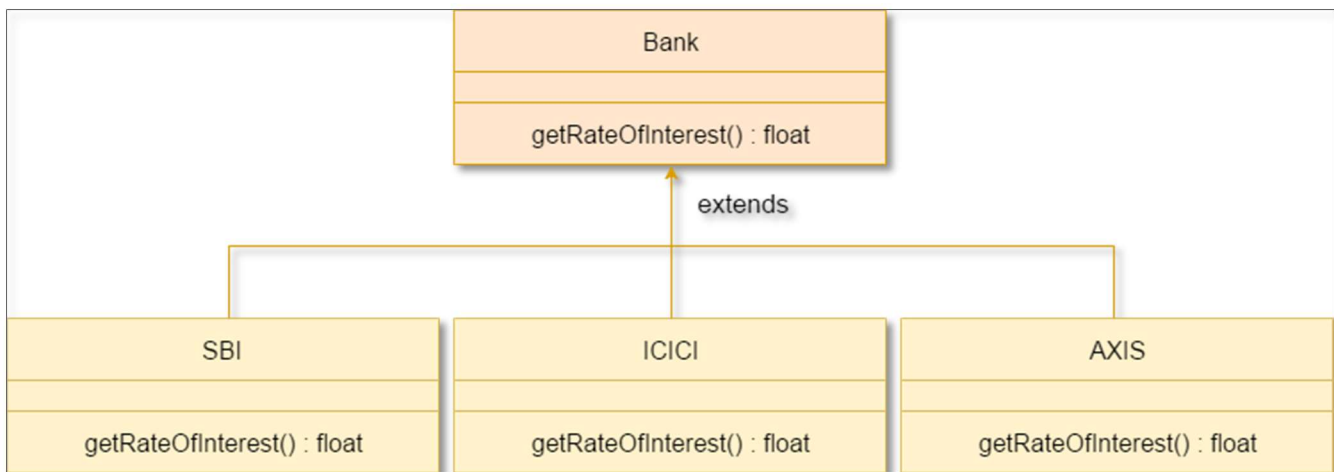 Bank
getRateOfInterest() : float
extends
SBI
ICICI
AXIS
getRateOfInterest() : float
getRateOfInterest() : float
getRateOfInterest() : float